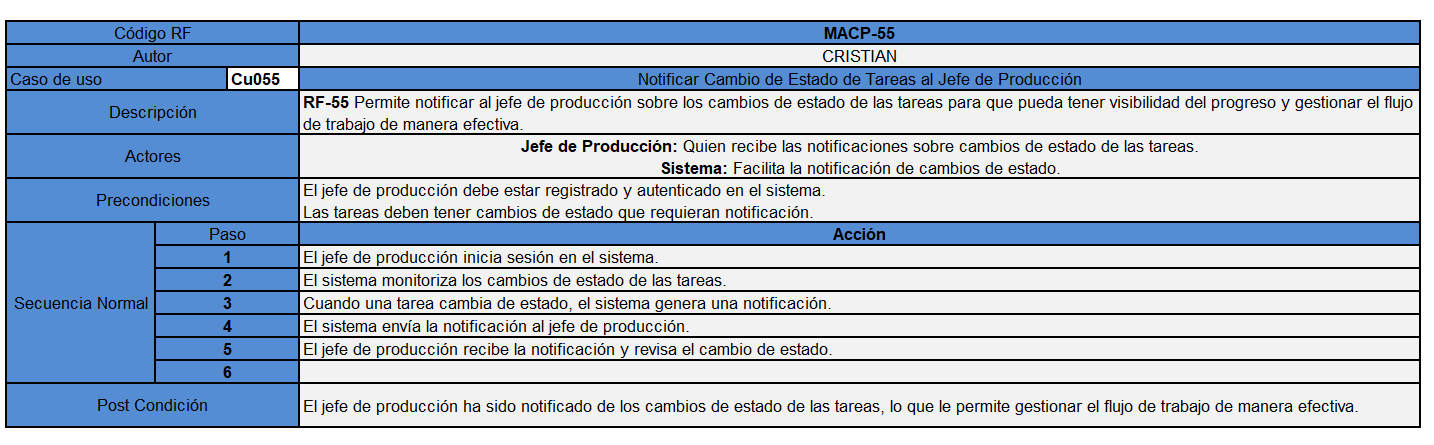 Código RF MACP-55
Autor CRISTIAN
Caso de uso Cu055 Notificar Cambio de Estado de Tareas al Jefe de Producción
Descripción RF-55 Permite notificar al jefe de producción sobre los cambios de estado de las tareas para que pueda tener visibilidad del progreso y gestionar el flujo
de trabajo de manera efectiva.
Actores Jefe de Producción: Quien recibe las notificaciones sobre cambios de estado de las tareas.
Sistema: Facilita la notificación de cambios de estado.
Precondiciones El jefe de producción debe estar registrado y autenticado en el sistema.
Las tareas deben tener cambios de estado que requieran notificación.
Secuencia Normal Paso Acción
1 El jefe de producción inicia sesión en el sistema.
2 El sistema monitoriza los cambios de estado de las tareas.
3 Cuando una tarea cambia de estado, el sistema genera una notificación.
4 El sistema envía la notificación al jefe de producción.
5 El jefe de producción recibe la notificación y revisa el cambio de estado.
6
Post Condición El jefe de producción ha sido notificado de los cambios de estado de las tareas, lo que le permite gestionar el flujo de trabajo de manera efectiva.